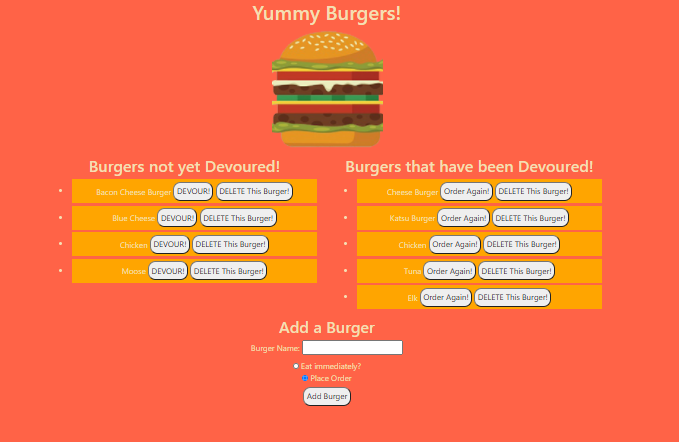 Yummy Burgers!
Burgers not yet Devoured!
Bacon Cheese Burger DEVOUR! DELETE This Burger!
Blue Cheese DEVOUR! DELETE This Burger!
Chicken DEVOUR! DELETE This Burger!
Moose DEVOUR! DELETE This Burger!
Burgers that have been Devoured!
Cheese Burger Order Again! DELETE This Burger!
Katsu Burger Order Again! DELETE This Burger!
Chicken Order Again! DELETE This Burger!
Tuna Order Again! DELETE This Burger!
Elk Order Again! DELETE This Burger!
Add a Burger
Burger Name:
Eat immediately?
Place Order
Add Burger